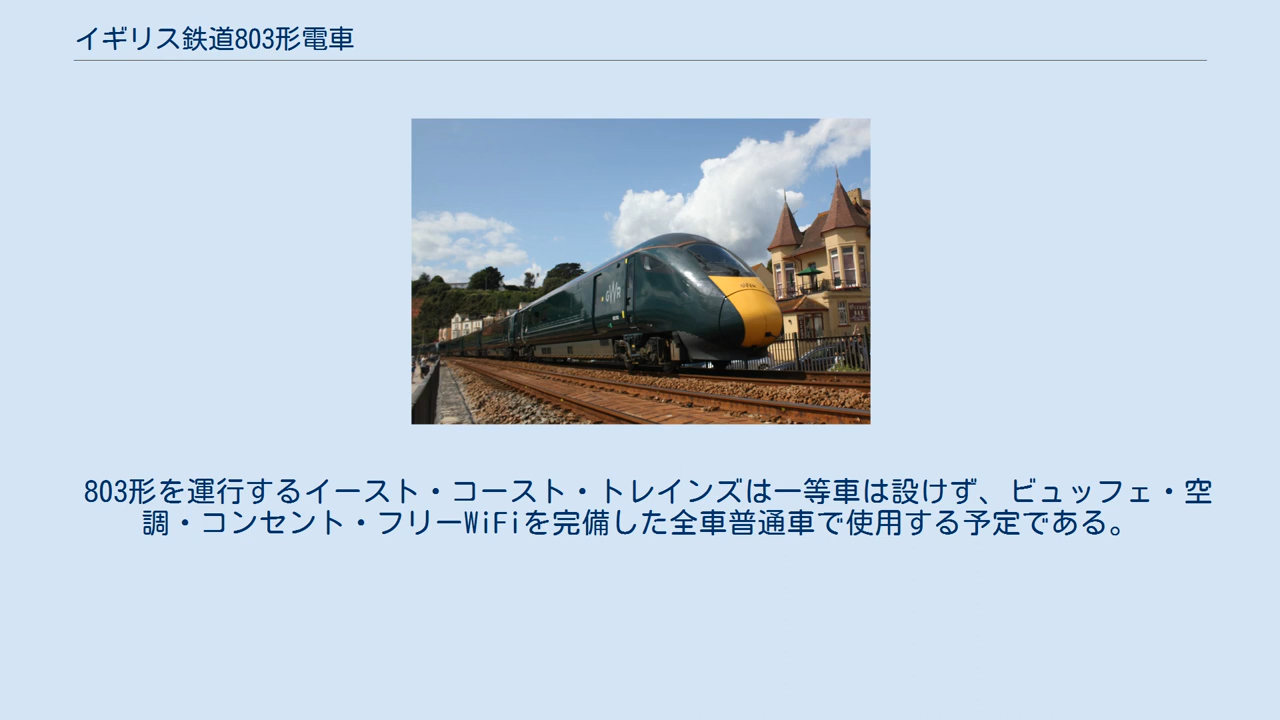 イギリス鉄道803形電車
GWR
803形を運行するイースト・コースト・トレインズは一等車は設けず、ビュッフェ・空
調・コンセント・フリーWiFiを完備した全車普通車で使用する予定である。